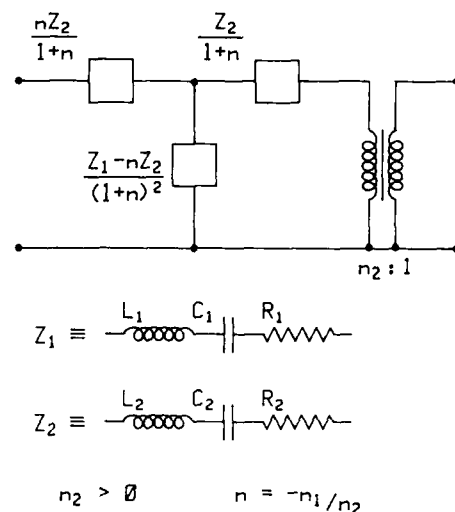 nZ₂
1+n
Z₂
1+n
Z₁-nZ₂
(1+n)²
n₂ : 1
Z₁ ≡ L₁ C₁ R₁
Z₂ ≡ L₂ C₂ R₂
n₂ > 0 n = -n₁/n₂